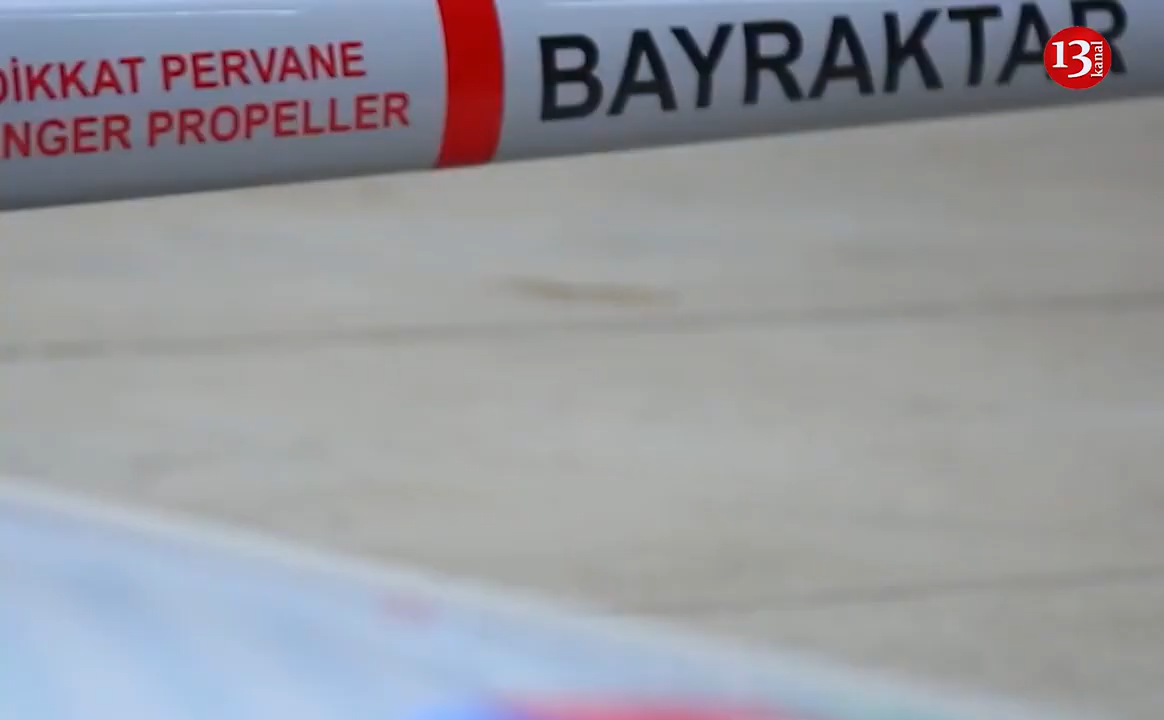 DİKKAT PERVANE
NGER PROPELLER
BAYRAKTAR
13
kanal